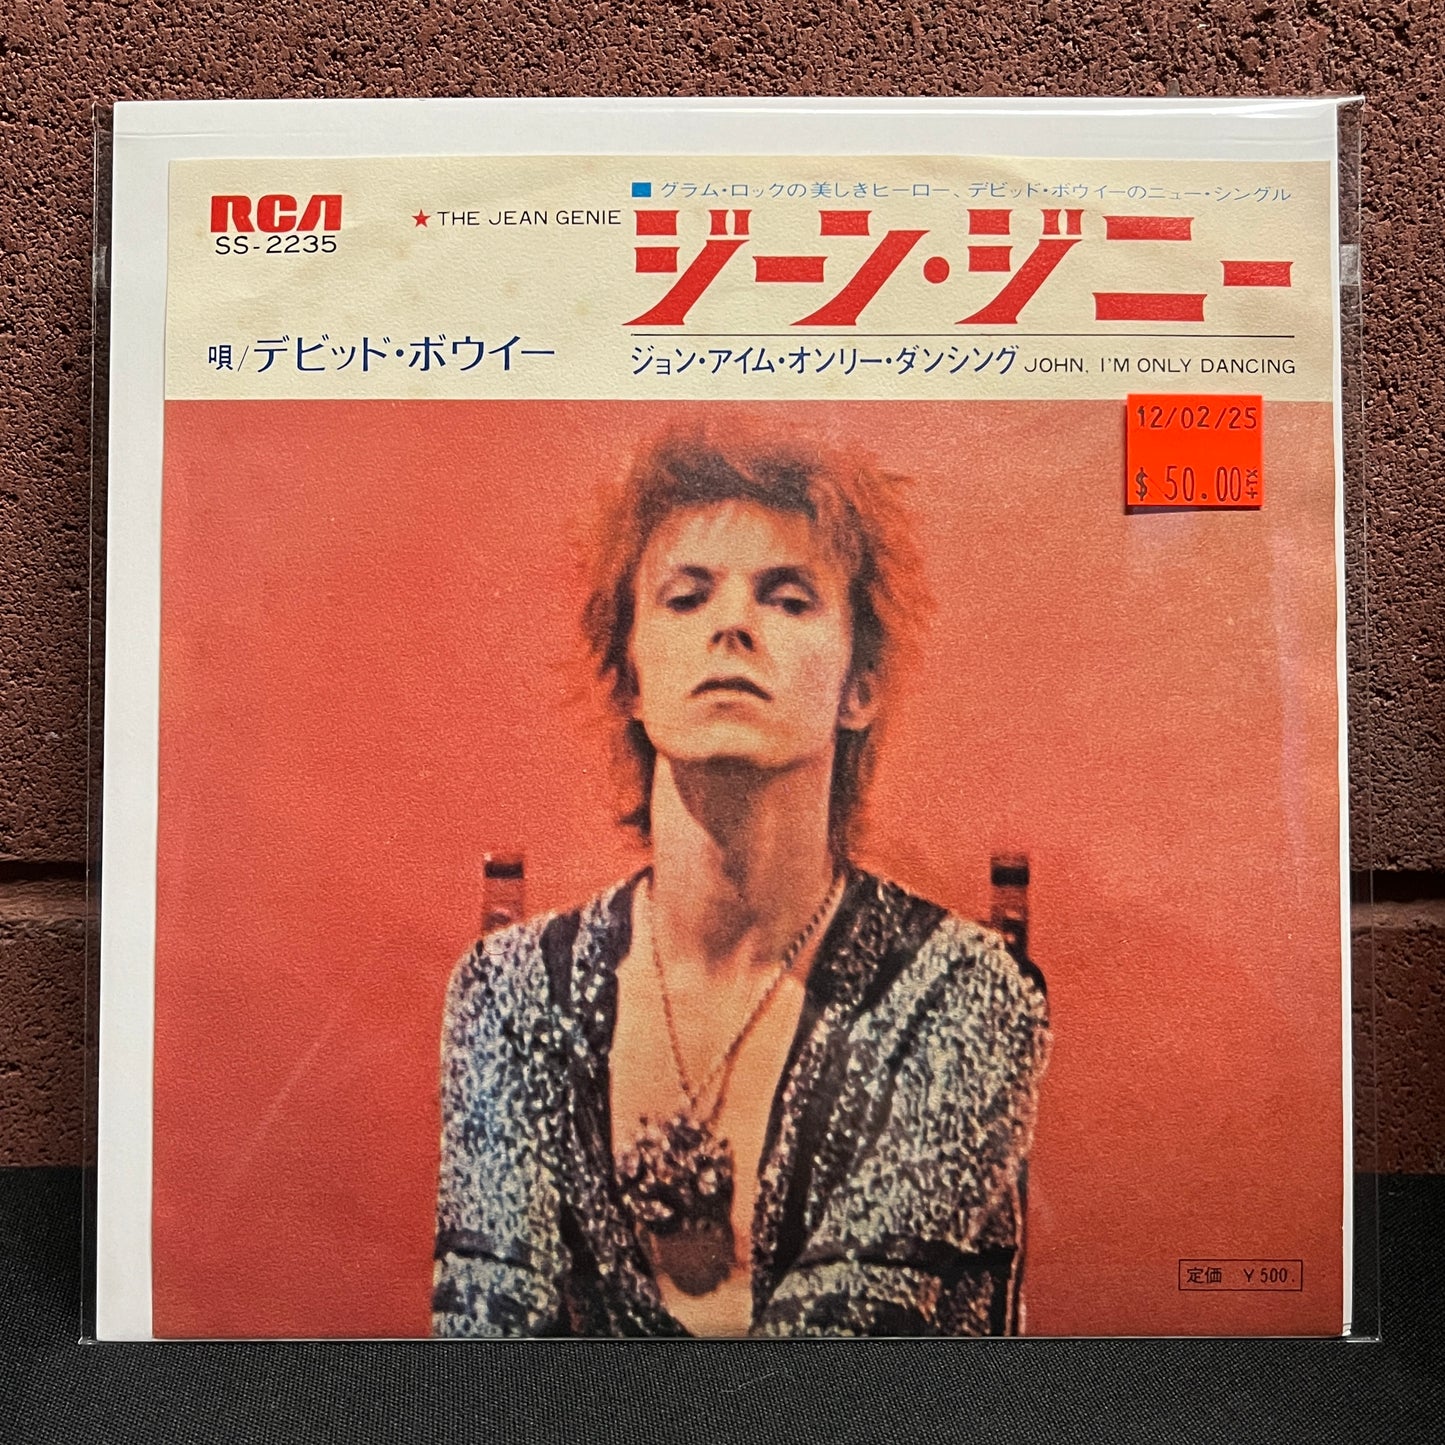 RCA
SS-2235
■ グラム・ロックの美しきヒーロー、デビッド・ボウイーのニュー・シングル
★ THE JEAN GENIE
ジーン・ジニー
唄/デビッド・ボウイー
ジョン・アイム・オンリー・ダンシング JOHN, I'M ONLY DANCING
12/02/25
$ 50.00 +TX
定価 ¥500.